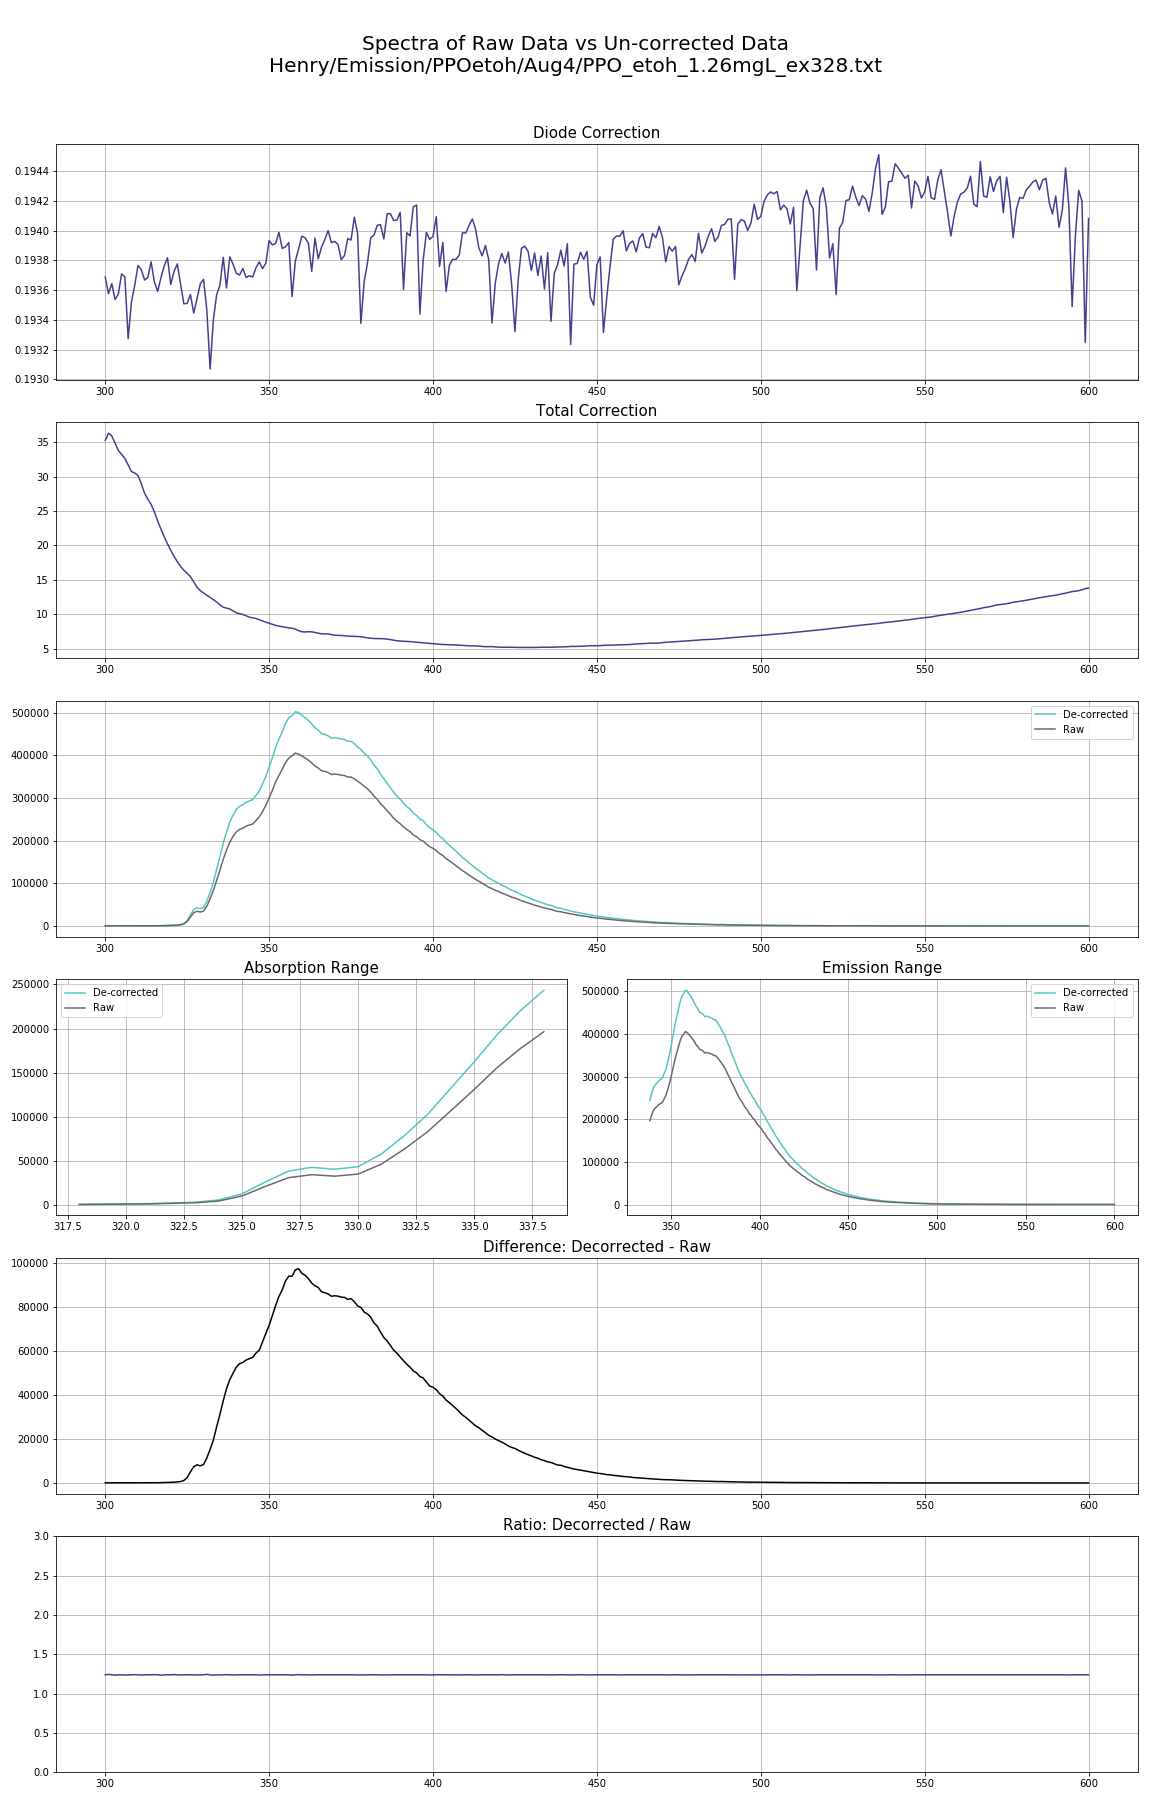 Spectra of Raw Data vs Un-corrected Data
Henry/Emission/PPOetoh/Aug4/PPO_etoh_1.26mgL_ex328.txt
Diode Correction
0.1944
0.1942
0.1940
0.1938
0.1936
0.1934
0.1932
0.1930
300 350 400 450 500 550 600
Total Correction
35
30
25
20
15
10
5
300 350 400 450 500 550 600
500000
400000
300000
200000
100000
0
De-corrected
Raw
300 350 400 450 500 550 600
Absorption Range
250000
200000
150000
100000
50000
0
De-corrected
Raw
317.5 320.0 322.5 325.0 327.5 330.0 332.5 335.0 337.5
Emission Range
500000
400000
300000
200000
100000
0
De-corrected
Raw
350 400 450 500 550 600
Difference: Decorrected - Raw
100000
80000
60000
40000
20000
0
300 350 400 450 500 550 600
Ratio: Decorrected / Raw
3.0
2.5
2.0
1.5
1.0
0.5
0.0
300 350 400 450 500 550 600